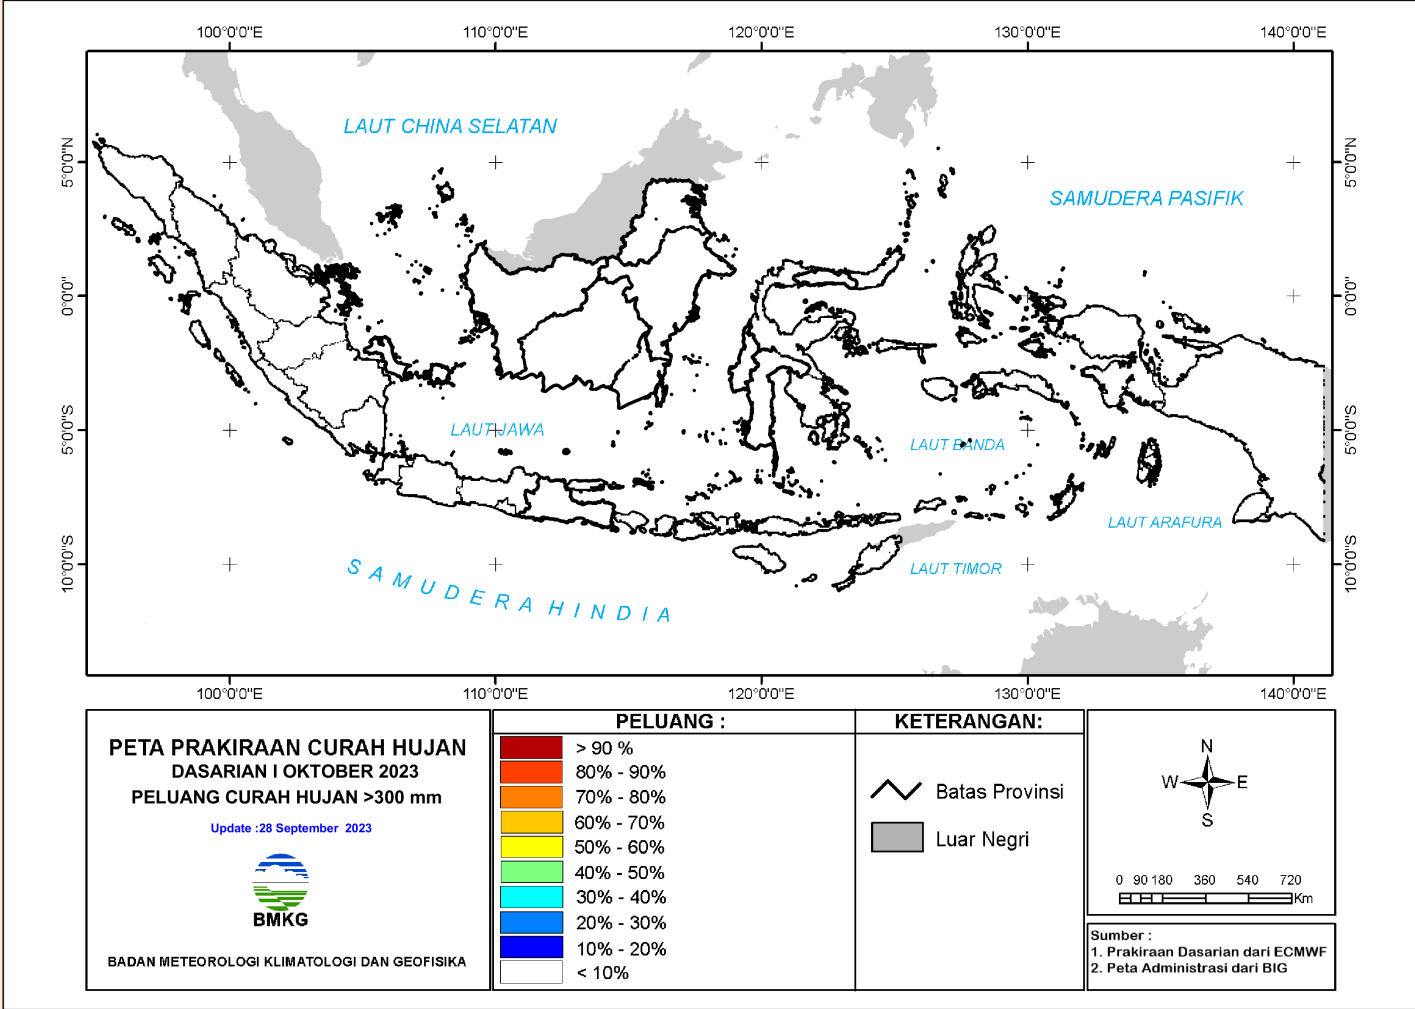 100°0'0"E 110°0'0"E 120°0'0"E 130°0'0"E 140°0'0"E
LAUT CHINA SELATAN
5°0'0"N 5°0'0"N
SAMUDERA PASIFIK
0°0'0" 0°0'0"
5°0'0"S LAUT JAWA LAUT BANDA 5°0'0"S
LAUT ARAFURA
10°0'0"S LAUT TIMOR 10°0'0"S
SAMUDERA HINDIA
100°0'0"E 110°0'0"E 120°0'0"E 130°0'0"E 140°0'0"E
PETA PRAKIRAAN CURAH HUJAN
DASARIAN I OKTOBER 2023
PELUANG CURAH HUJAN >300 mm
Update :28 September 2023
BMKG
BADAN METEOROLOGI KLIMATOLOGI DAN GEOFISIKA
PELUANG :
> 90 %
80% - 90%
70% - 80%
60% - 70%
50% - 60%
40% - 50%
30% - 40%
20% - 30%
10% - 20%
< 10%
KETERANGAN:
Batas Provinsi
Luar Negri
N
W E
S
0 90 180 360 540 720
Km
Sumber :
1. Prakiraan Dasarian dari ECMWF
2. Peta Administrasi dari BIG